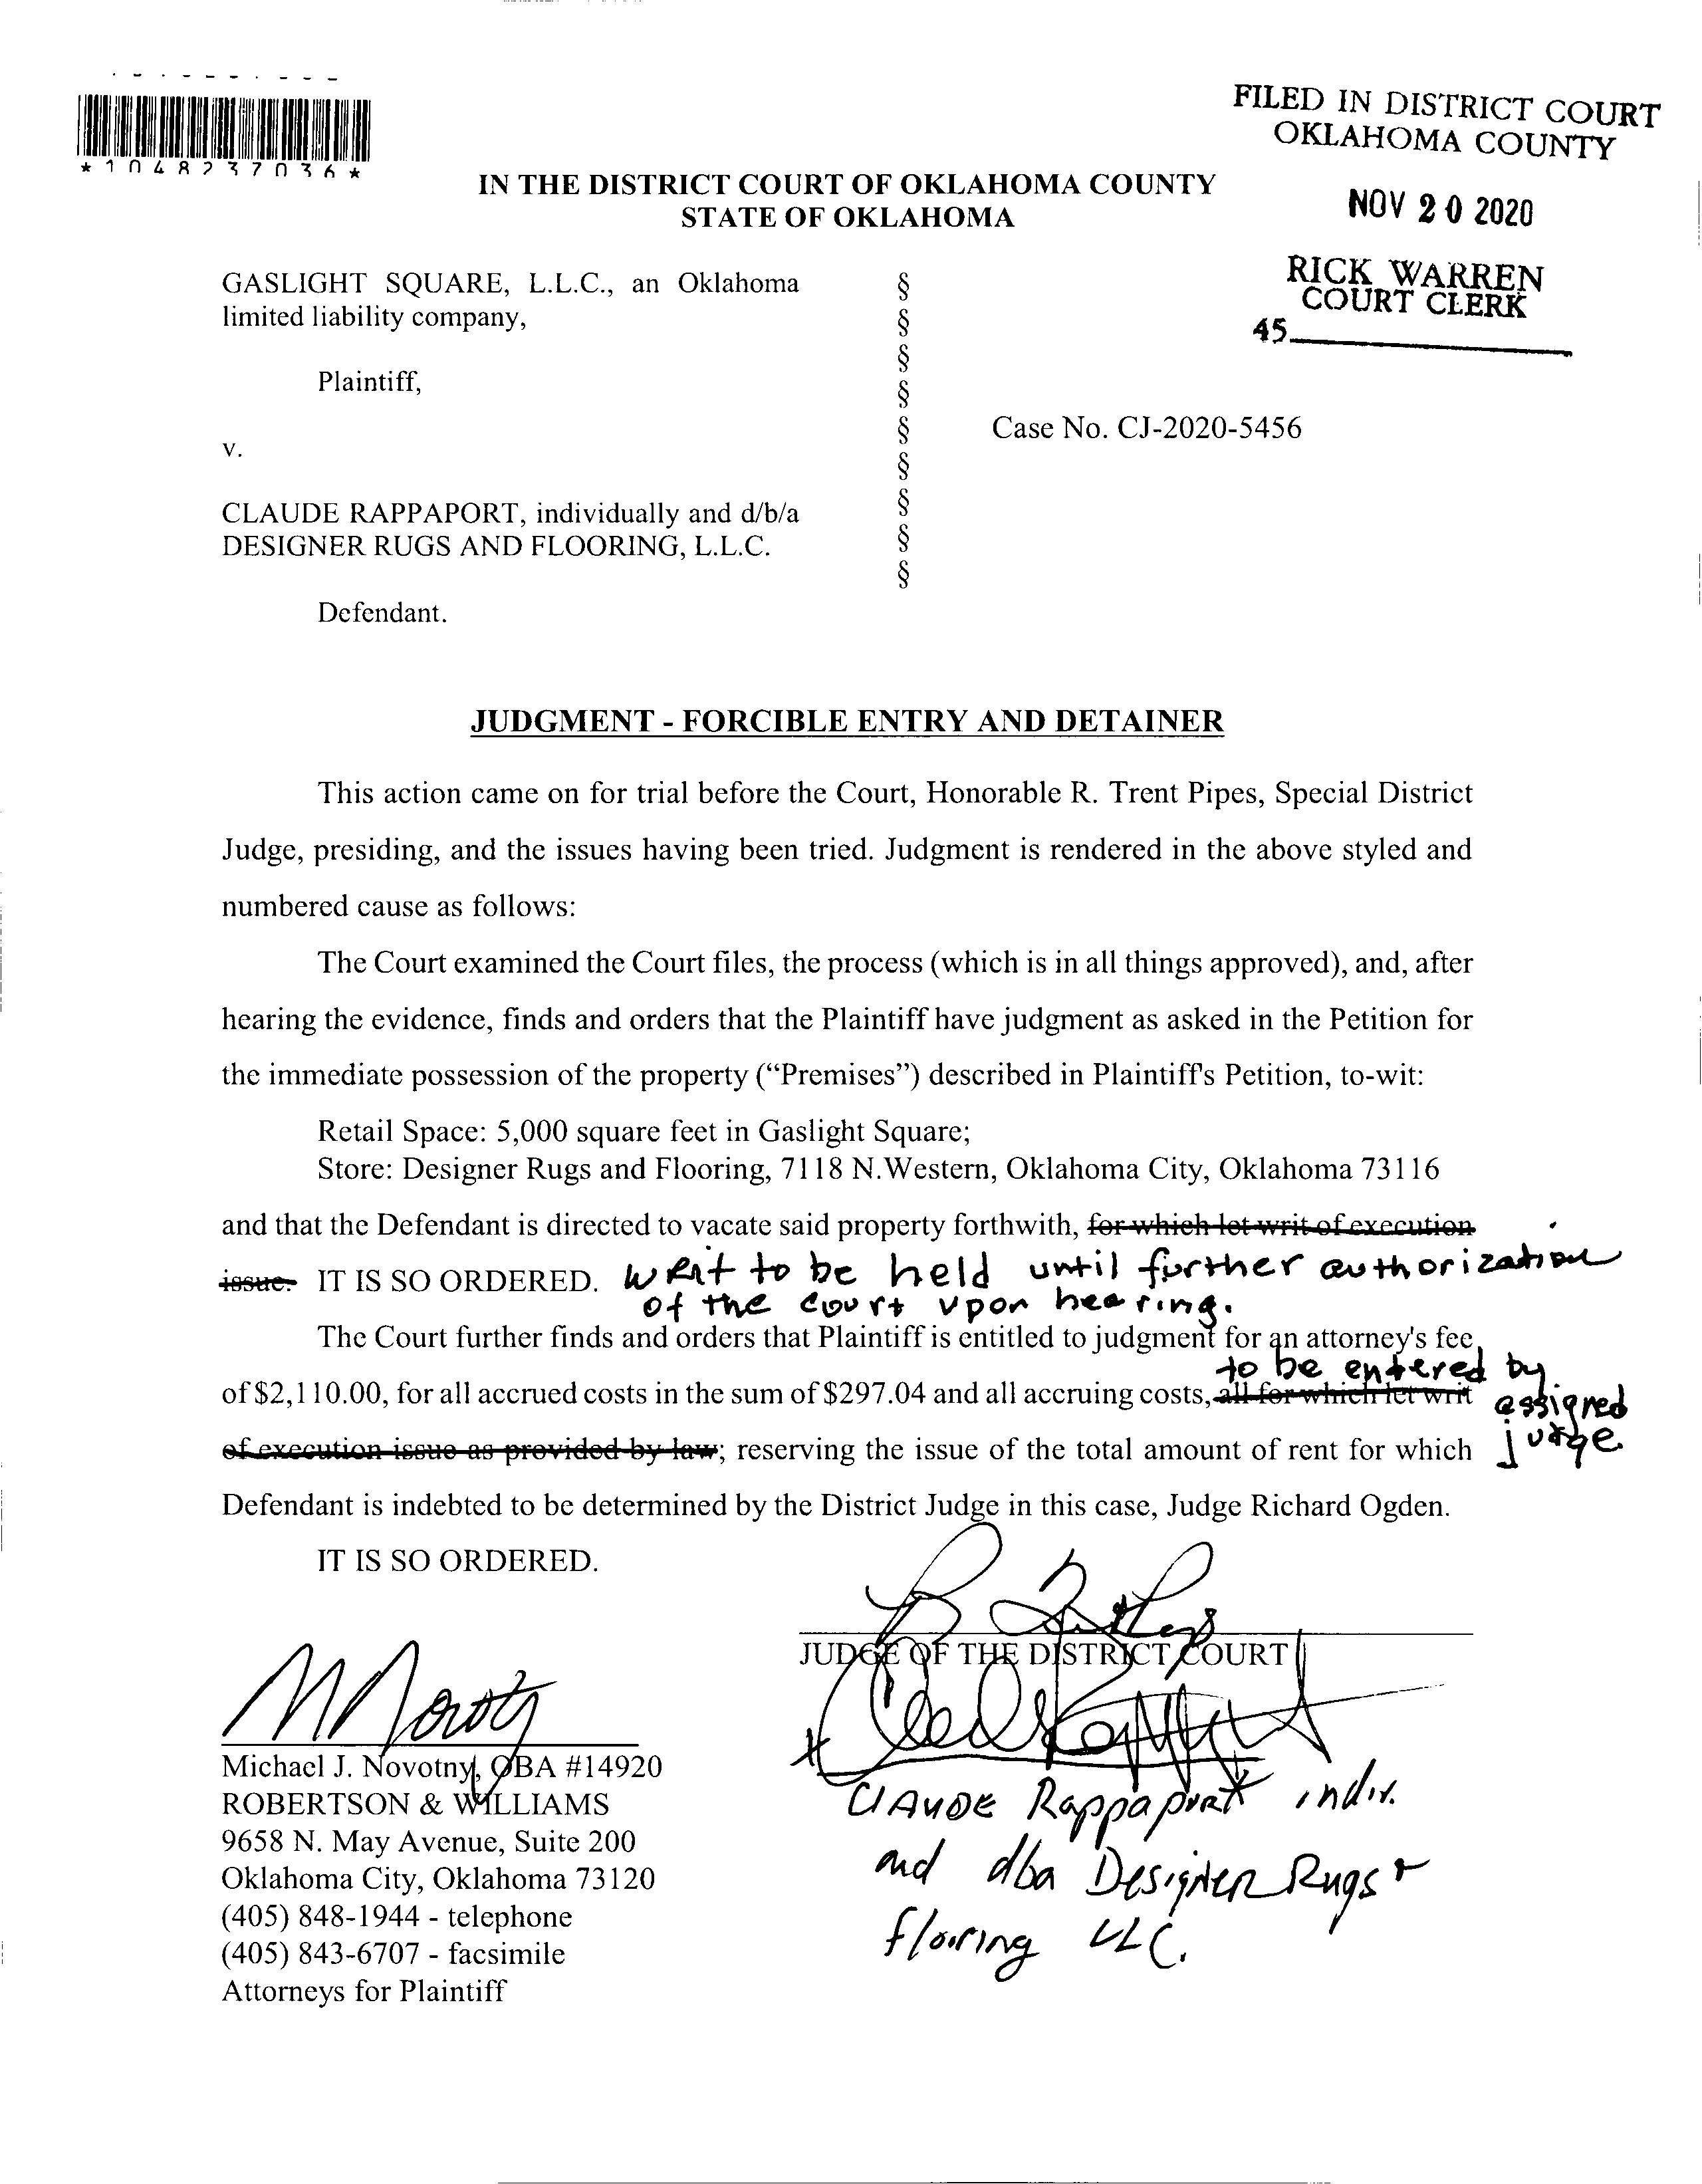 *1048237036*
FILED IN DISTRICT COURT
OKLAHOMA COUNTY
NOV 20 2020
RICK WARREN
COURT CLERK
45
IN THE DISTRICT COURT OF OKLAHOMA COUNTY
STATE OF OKLAHOMA
GASLIGHT SQUARE, L.L.C., an Oklahoma §
limited liability company, §
§
Plaintiff, §
§ Case No. CJ-2020-5456
v. §
CLAUDE RAPPAPORT, individually and d/b/a §
DESIGNER RUGS AND FLOORING, L.L.C. §
§
Defendant.
JUDGMENT - FORCIBLE ENTRY AND DETAINER
This action came on for trial before the Court, Honorable R. Trent Pipes, Special District
Judge, presiding, and the issues having been tried. Judgment is rendered in the above styled and
numbered cause as follows:
The Court examined the Court files, the process (which is in all things approved), and, after
hearing the evidence, finds and orders that the Plaintiff have judgment as asked in the Petition for
the immediate possession of the property (“Premises”) described in Plaintiff's Petition, to-wit:
Retail Space: 5,000 square feet in Gaslight Square;
Store: Designer Rugs and Flooring, 7118 N.Western, Oklahoma City, Oklahoma 73116
and that the Defendant is directed to vacate said property forthwith, for which let writ of execution
issue. IT IS SO ORDERED. Writ to be held until further authorization
of the court upon hearing.
The Court further finds and orders that Plaintiff is entitled to judgment for an attorney's fee
to be entered by
of $2,110.00, for all accrued costs in the sum of $297.04 and all accruing costs, all for which let writ assigned
of execution issue as provided by law; reserving the issue of the total amount of rent for which judge.
Defendant is indebted to be determined by the District Judge in this case, Judge Richard Ogden.
IT IS SO ORDERED.
JUDGE OF THE DISTRICT COURT
Michael J. Novotny, OBA #14920
ROBERTSON & WILLIAMS
9658 N. May Avenue, Suite 200
Oklahoma City, Oklahoma 73120
(405) 848-1944 - telephone
(405) 843-6707 - facsimile
Attorneys for Plaintiff
Claude Rappaport indiv.
and dba Designer Rugs +
flooring LLC.